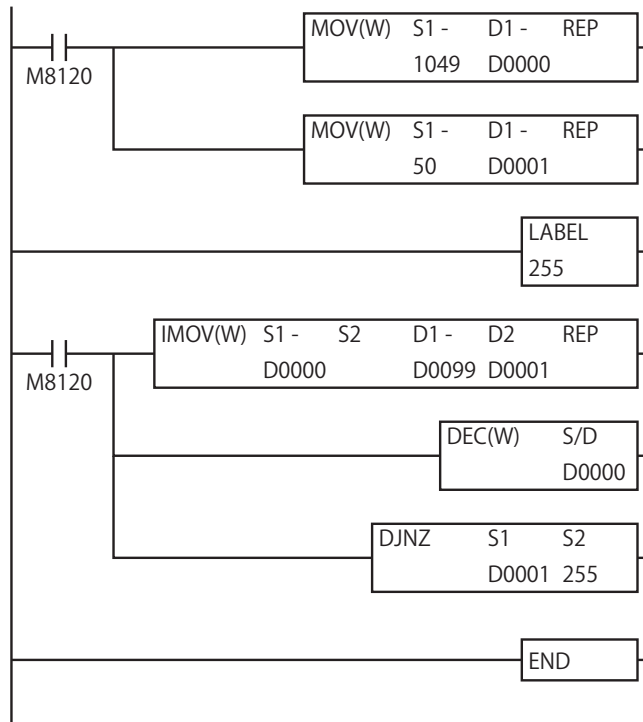 MOV(W) S1 - D1 - REP
1049 D0000
M8120
MOV(W) S1 - D1 - REP
50 D0001
LABEL
255
IMOV(W) S1 - S2 D1 - D2 REP
D0000 D0099 D0001
M8120
DEC(W) S/D
D0000
DJNZ S1 S2
D0001 255
END